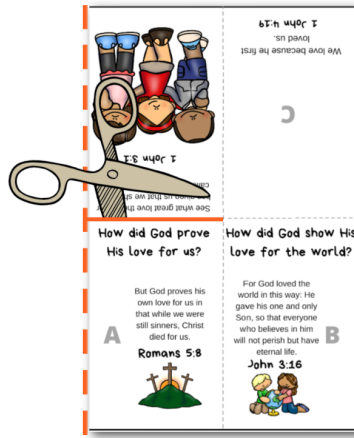 1 John 4:19
loved us.
We love because he first
C
1 John 3:1
See what great love the
How did God prove
His love for us?
But God proves his
own love for us in
that while we were
still sinners, Christ
died for us.
A
Romans 5:8
How did God show His
love for the world?
For God loved the
world in this way: He
gave his one and only
Son, so that everyone
who believes in him
will not perish but have
eternal life.
B
John 3:16